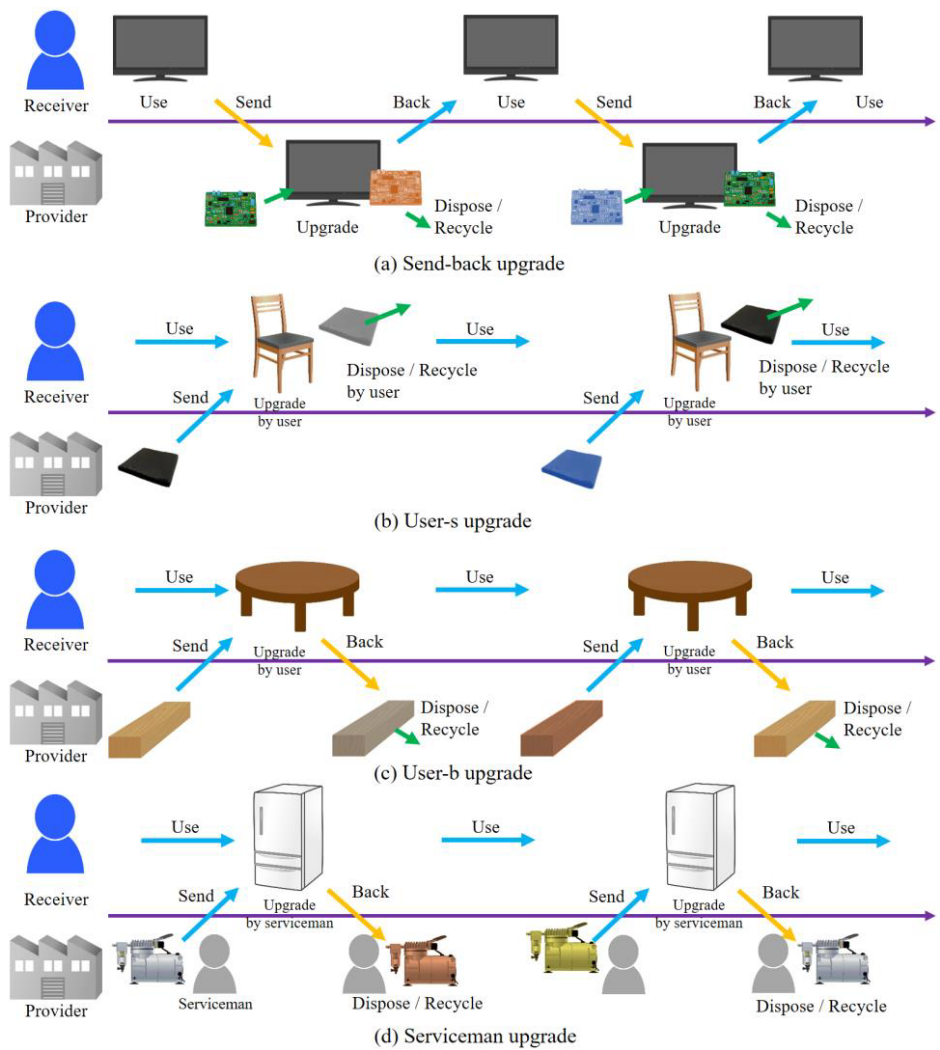 Receiver
Use
Send
Back
Use
Send
Back
Use
Provider
Upgrade
Dispose /
Recycle
Upgrade
Dispose /
Recycle
(a) Send-back upgrade
Receiver
Use
Dispose / Recycle
by user
Use
Use
Dispose / Recycle
by user
Send
Upgrade
by user
Send
Upgrade
by user
Provider
(b) User-s upgrade
Receiver
Use
Use
Use
Send
Upgrade
by user
Back
Send
Upgrade
by user
Back
Provider
Dispose /
Recycle
Dispose /
Recycle
(c) User-b upgrade
Receiver
Use
Use
Use
Send
Upgrade
by serviceman
Back
Send
Upgrade
by serviceman
Back
Provider
Serviceman
Dispose / Recycle
Dispose / Recycle
(d) Serviceman upgrade